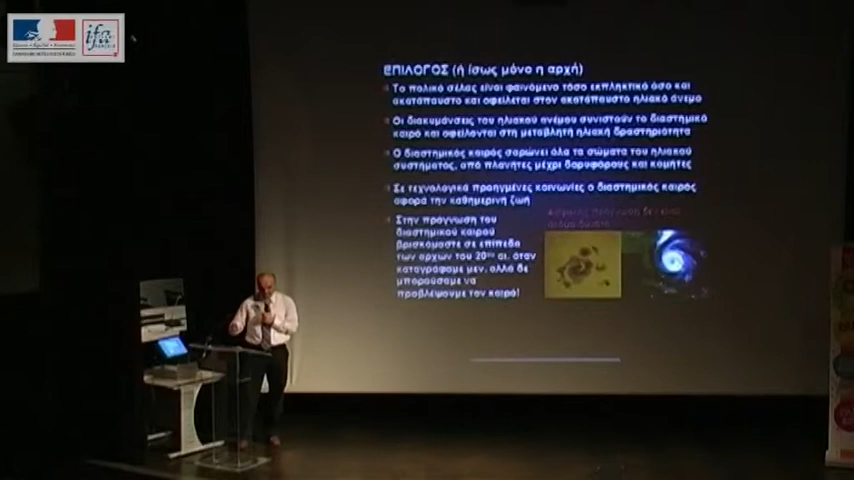 ifa
ΕΠΙΛΟΓΟΣ (ή ίσως μόνο η αρχή)
Το πολικό σέλας είναι φαινόμενο τόσο εκπληκτικό όσο και
ακατάπαυστο και οφείλεται στον ακατάπαυστο ηλιακό άνεμο
Οι διακυμάνσεις του ηλιακού ανέμου συνιστούν το διαστημικό
καιρό και οφείλονται στη μεταβλητή ηλιακή δραστηριότητα
Ο διαστημικός καιρός σαρώνει όλα τα σώματα του ηλιακού
συστήματος, από πλανήτες μέχρι δορυφόρους και κομήτες
Σε τεχνολογικά προηγμένες κοινωνίες ο διαστημικός καιρός
αφορά την καθημερινή ζωή
Στην πρόγνωση του
διαστημικού καιρού
βρισκόμαστε σε επίπεδα
των αρχών του 20ου αι. όταν
καταγράφαμε μεν, αλλά δε
μπορούσαμε να
προβλέψουμε τον καιρό!
πρόγνωση δεν είναι